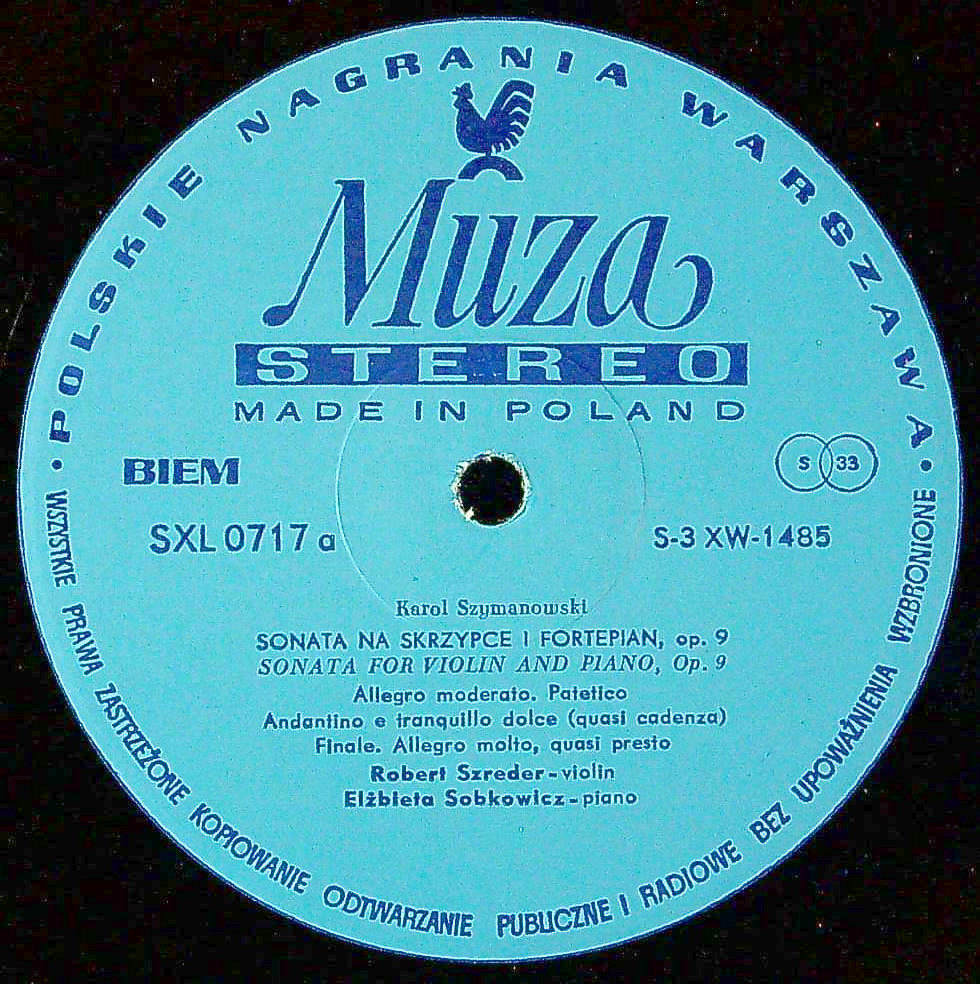 • POLSKIE NAGRANIA WARSZAWA •
Muza
STEREO
MADE IN POLAND
BIEM
S 33
SXL 0717 a
S-3 XW-1485
Karol Szymanowski
SONATA NA SKRZYPCE I FORTEPIAN, op. 9
SONATA FOR VIOLIN AND PIANO, Op. 9
Allegro moderato. Patetico
Andantino e tranquillo dolce (quasi cadenza)
Finale. Allegro molto, quasi presto
Robert Szreder - violin
Elżbieta Sobkowicz - piano
WSZYSTKIE PRAWA ZASTRZEŻONE KOPIOWANIE ODTWARZANIE PUBLICZNE I RADIOWE BEZ UPOWAŻNIENIA WZBRONIONE